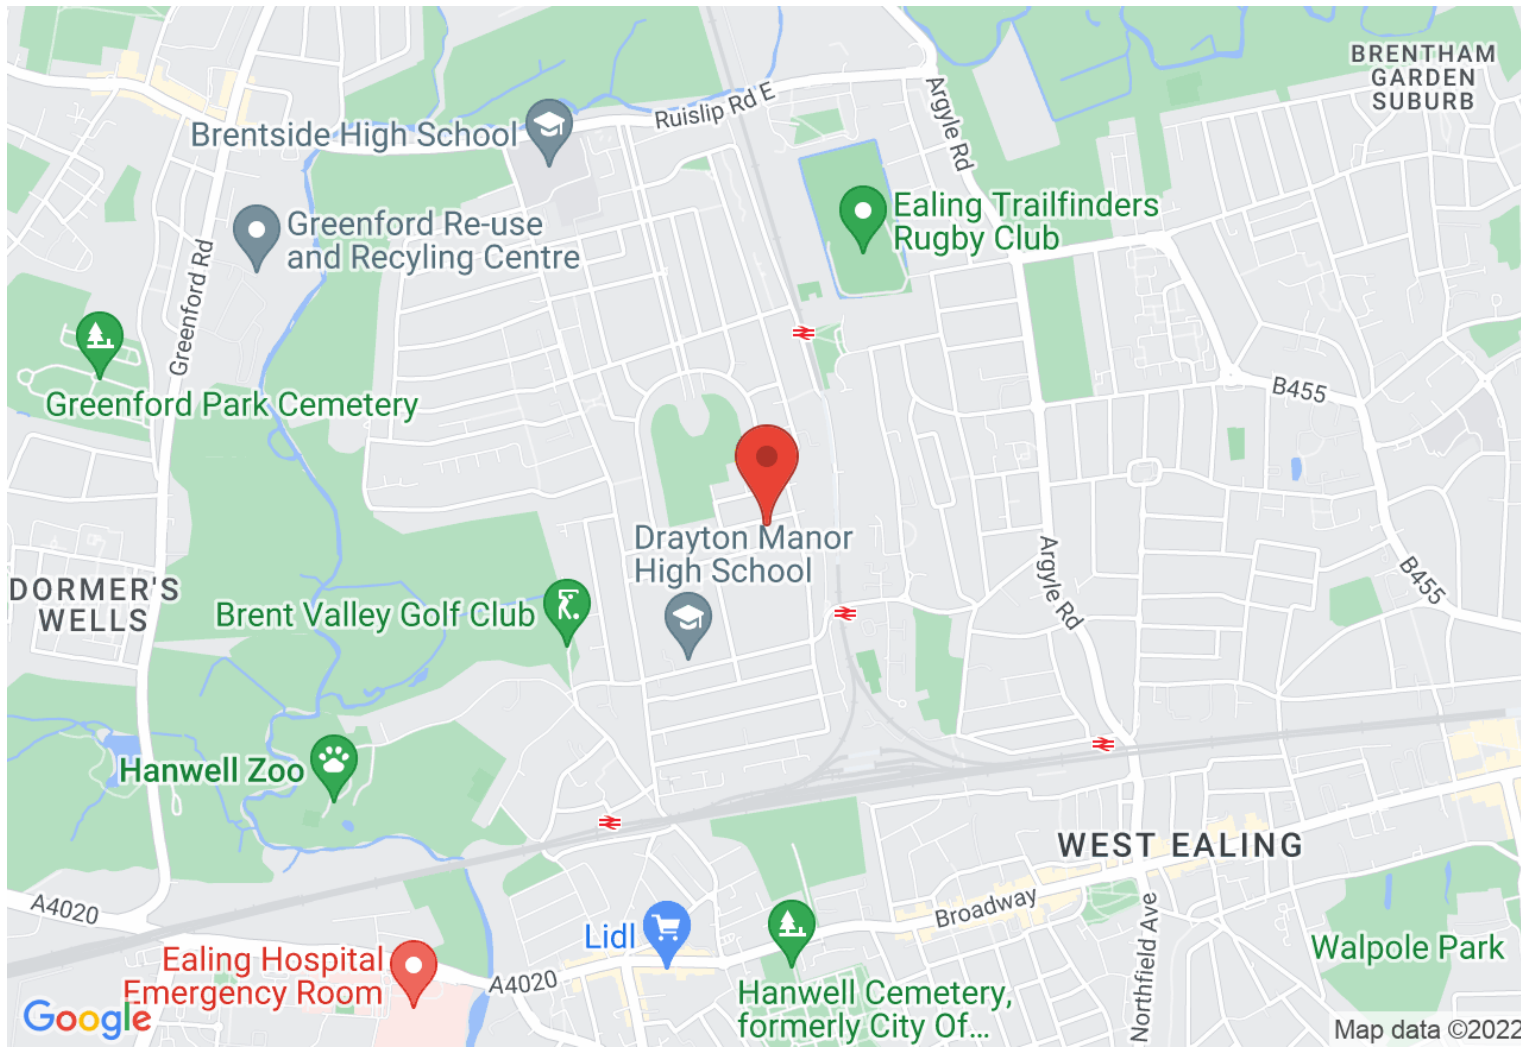 BRENTHAM
GARDEN
SUBURB
Ruislip Rd E
Argyle Rd
Brentside High School
Ealing Trailfinders
Rugby Club
Greenford Re-use
and Recyling Centre
Greenford Rd
Greenford Park Cemetery
B455
Drayton Manor
High School
Argyle Rd
B455
DORMER'S
WELLS
Brent Valley Golf Club
Hanwell Zoo
WEST EALING
A4020
Broadway
Northfield Ave
Lidl
Walpole Park
Ealing Hospital
Emergency Room
A4020
Hanwell Cemetery,
formerly City Of...
Google
Map data ©2022